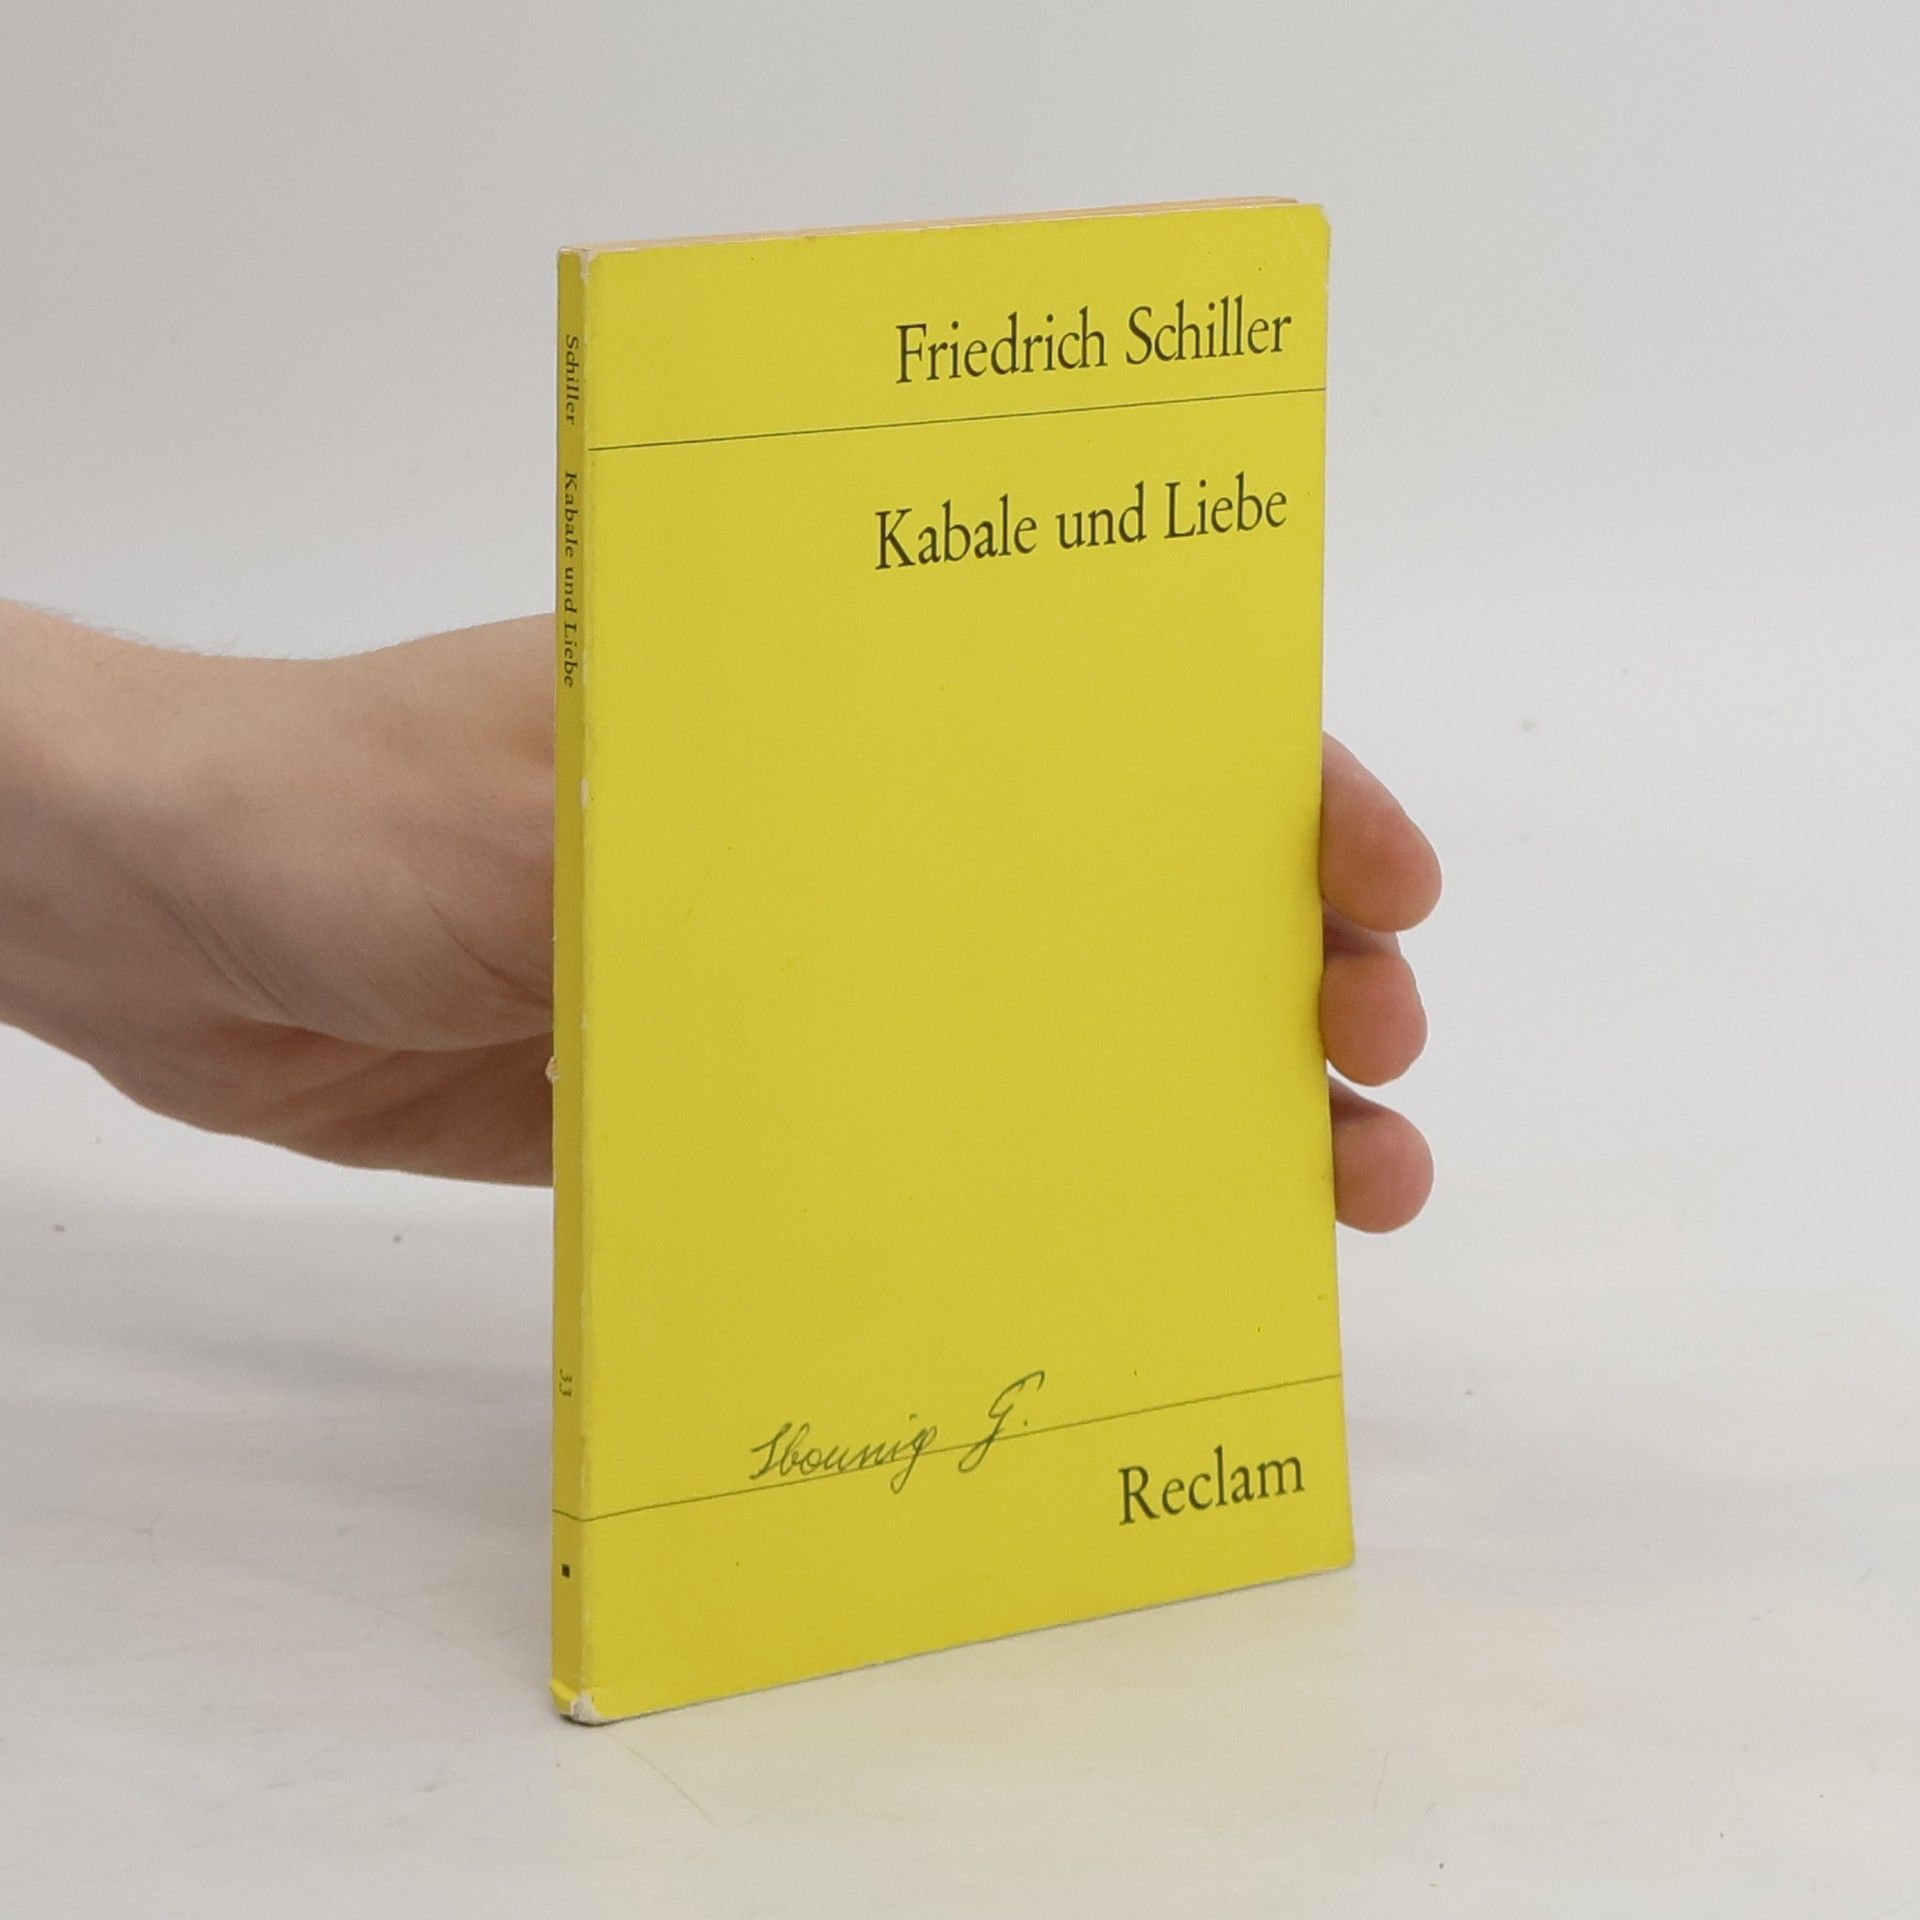 Friedrich Schiller
Kabale und Liebe
G.
Reclam
Schiller Kabale und Liebe
33